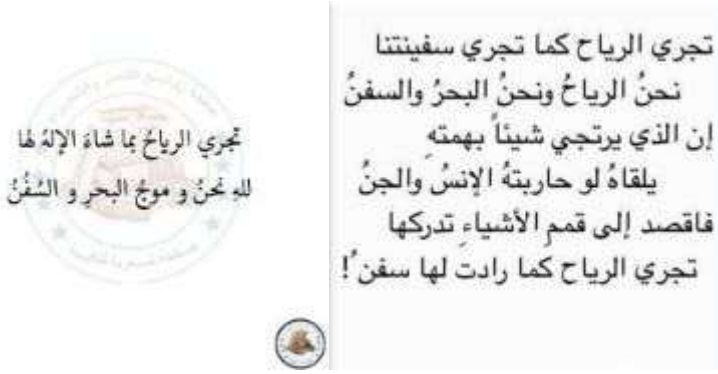 تجري الرياح كما تجري سفينتنا
نحنُ الرياحُ ونحنُ البحرُ والسفنُ
إن الذي يرتجي شيئاً بهمتهِ
يلقاهُ لو حاربتهُ الإنسُ والجنُ
فاقصد إلى قممِ الأشياءِ تدركها
تجري الرياح كما رادت لها سفن ُ!
تجري الرياحُ بما شاءَ الإلهُ لها
للهِ نحنُ و موجُ البحرِ و السُفُنُ